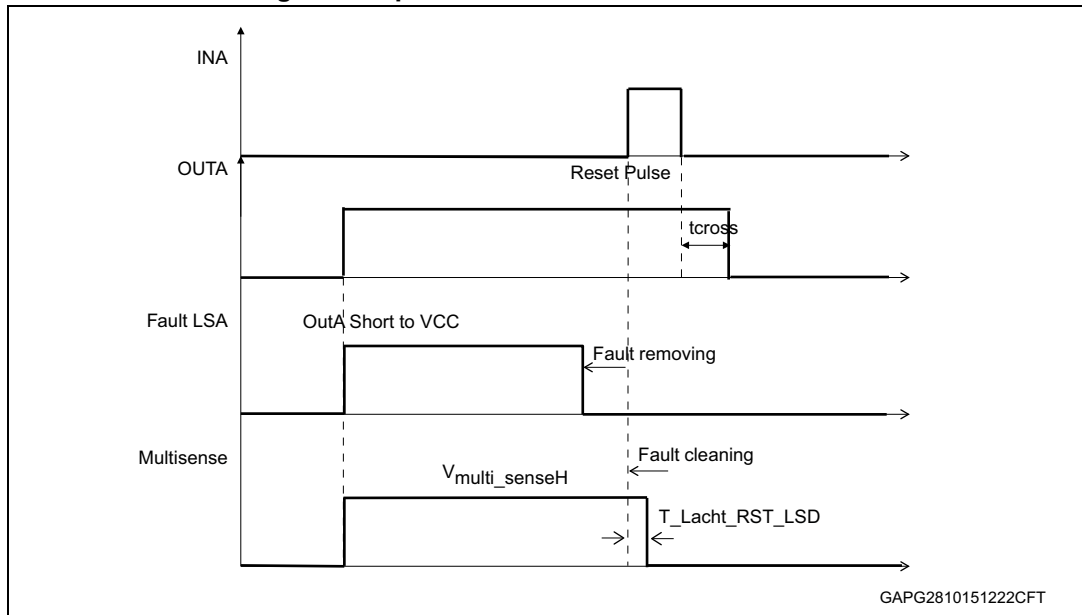 INA
OUTA
Reset Pulse
tcross
Fault LSA
OutA Short to VCC
Fault removing
Multisense
Fault cleaning
Vmulti_senseH
T_Lacht_RST_LSD
GAPG2810151222CFT